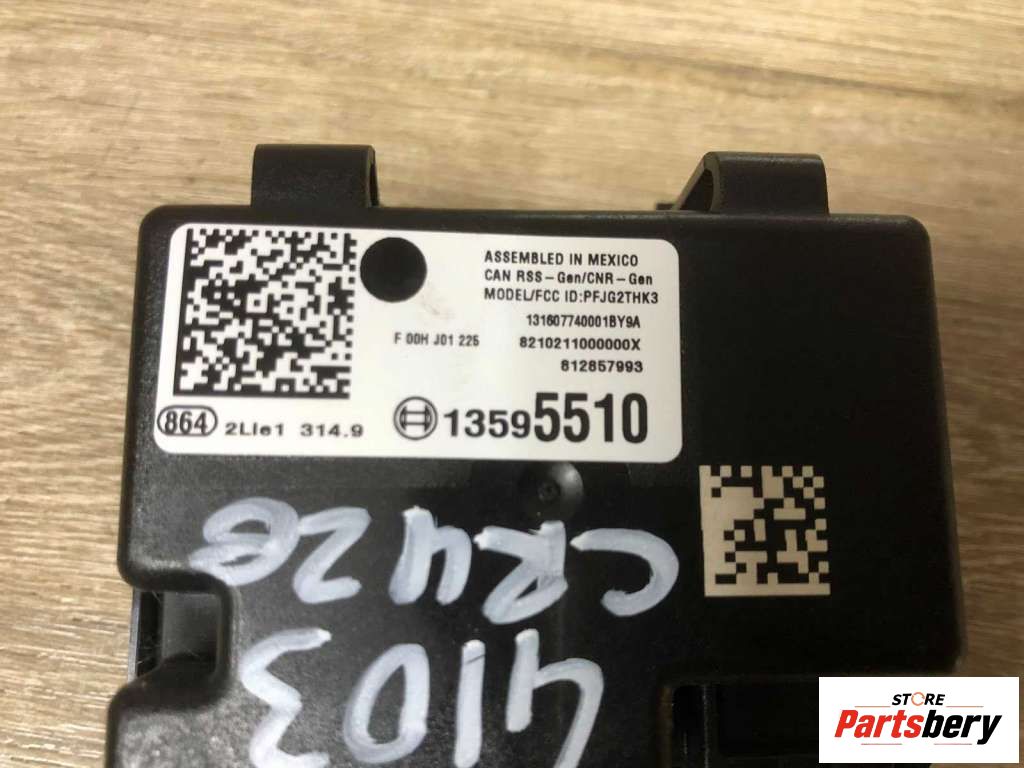 ASSEMBLED IN MEXICO
CAN RSS-Gen/CNR-Gen
MODEL/FCC ID:PFJG2THK3
131607740001BY9A
F 00H J01 225
8210211000000X
812857993
864 2LIe1 314.9
13595510
CRUZE
4103
STORE
Partsbery